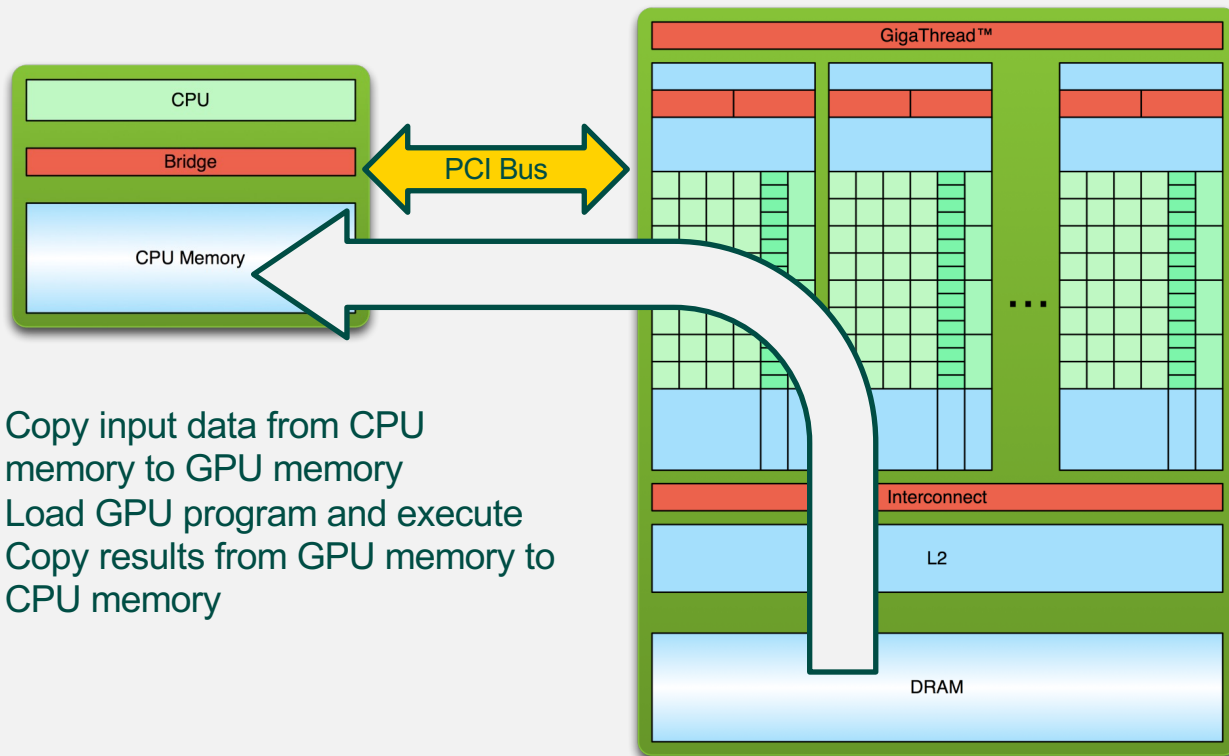 GigaThread™
CPU
Bridge
PCI Bus
CPU Memory
...
Copy input data from CPU
memory to GPU memory
Load GPU program and execute
Copy results from GPU memory to
CPU memory
Interconnect
L2
DRAM